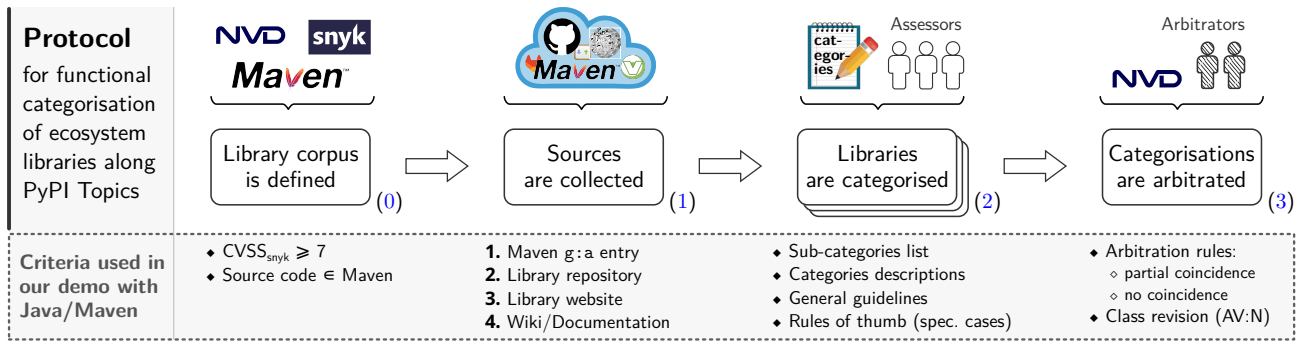 Protocol
for functional
categorisation
of ecosystem
libraries along
PyPI Topics
NVD snyk
Maven™
Library corpus
is defined
(0)
Maven
Sources
are collected
(1)
cat-
egor-
ies
Assessors
Libraries
are categorised
(2)
Arbitrators
NVD
Categorisations
are arbitrated
(3)
Criteria used in
our demo with
Java/Maven
◆ CVSSsnyk ⩾ 7
◆ Source code ∈ Maven
1. Maven g:a entry
2. Library repository
3. Library website
4. Wiki/Documentation
◆ Sub-categories list
◆ Categories descriptions
◆ General guidelines
◆ Rules of thumb (spec. cases)
◆ Arbitration rules:
◇ partial coincidence
◇ no coincidence
◆ Class revision (AV:N)